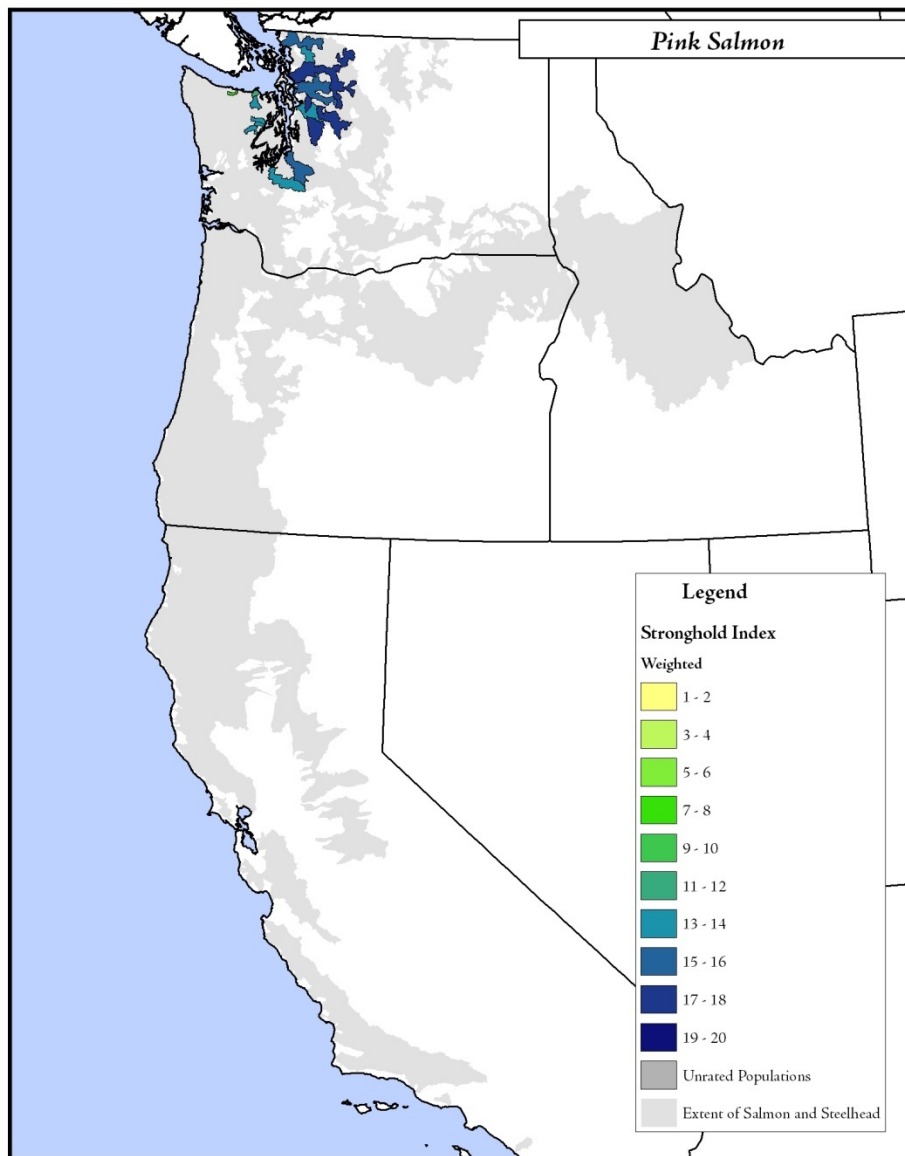 Pink Salmon
Legend
Stronghold Index
Weighted
1 - 2
3 - 4
5 - 6
7 - 8
9 - 10
11 - 12
13 - 14
15 - 16
17 - 18
19 - 20
Unrated Populations
Extent of Salmon and Steelhead